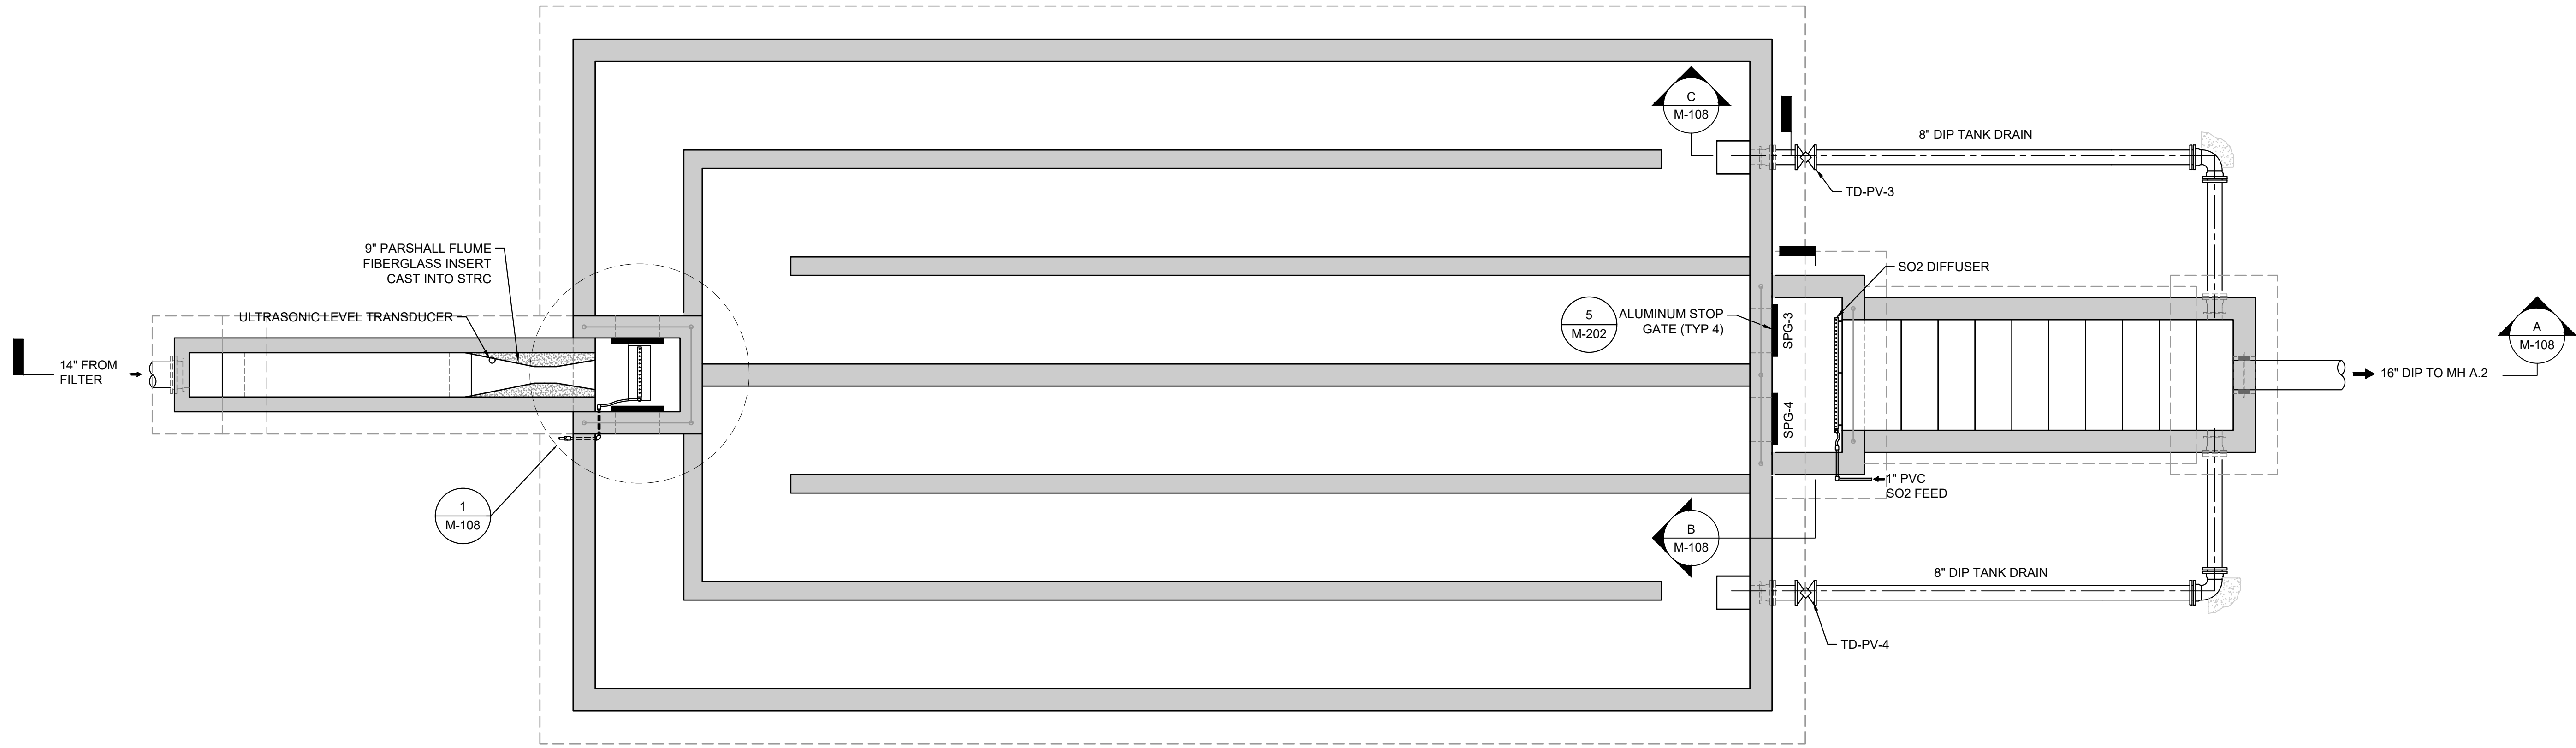 C
M-108
8" DIP TANK DRAIN
TD-PV-3
9" PARSHALL FLUME
FIBERGLASS INSERT
CAST INTO STRC
SO2 DIFFUSER
ULTRASONIC LEVEL TRANSDUCER
5
M-202
ALUMINUM STOP
GATE (TYP 4)
SPG-3
A
M-108
14" FROM
FILTER
16" DIP TO MH A.2
SPG-4
1
M-108
1" PVC
SO2 FEED
B
M-108
8" DIP TANK DRAIN
TD-PV-4